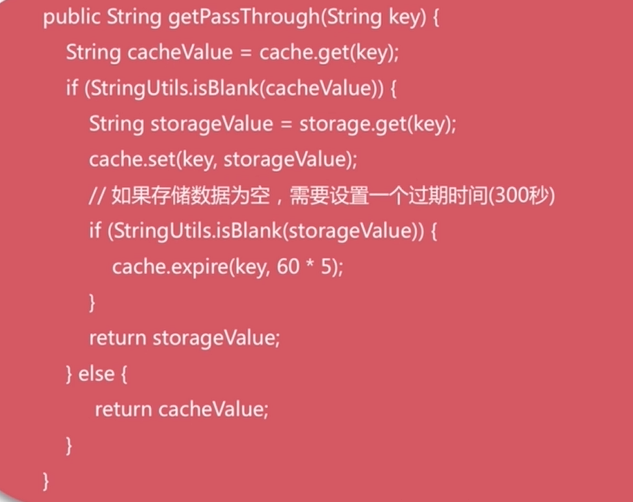 public String getPassThrough(String key) {
String cacheValue = cache.get(key);
if (StringUtils.isBlank(cacheValue)) {
String storageValue = storage.get(key);
cache.set(key, storageValue);
// 如果存储数据为空，需要设置一个过期时间(300秒)
if (StringUtils.isBlank(storageValue)) {
cache.expire(key, 60 * 5);
}
return storageValue;
} else {
return cacheValue;
}
}